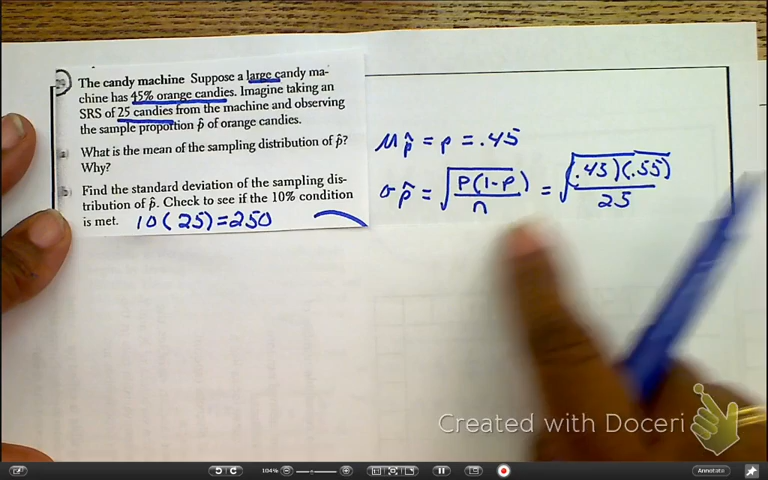 The candy machine Suppose a large candy ma-
chine has 45% orange candies. Imagine taking an
SRS of 25 candies from the machine and observing
the sample proportion p̂ of orange candies.
(a) What is the mean of the sampling distribution of p̂?
Why?
(b) Find the standard deviation of the sampling dis-
tribution of p̂. Check to see if the 10% condition
is met. 10(25)=250
μp̂ = p = .45
σp̂ = √(p(1-p)/n) = √((.45)(.55)/25)
Created with Doceri
104%
Annotate